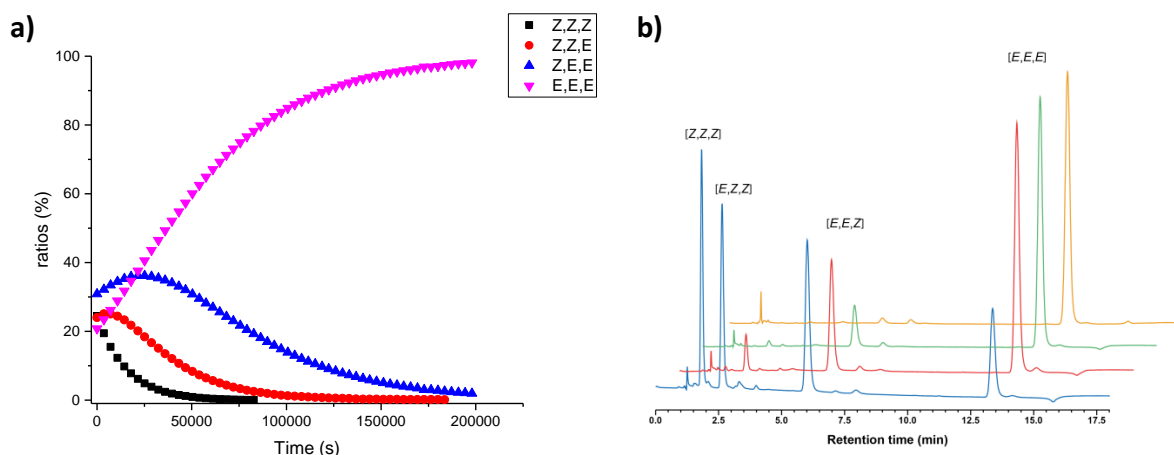 a)
Z,Z,Z
Z,Z,E
Z,E,E
E,E,E
100
80
60
40
20
0
ratios (%)
0 50000 100000 150000 200000
Time (s)
b)
[E,E,E]
[Z,Z,Z]
[E,Z,Z]
[E,E,Z]
0.0 2.5 5.0 7.5 10.0 12.5 15.0 17.5
Retention time (min)